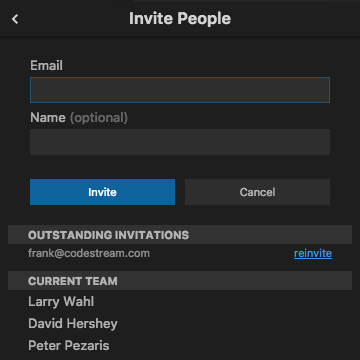 Invite People
Email
Name (optional)
Invite Cancel
OUTSTANDING INVITATIONS
frank@codestream.com reinvite
CURRENT TEAM
Larry Wahl
David Hershey
Peter Pezaris